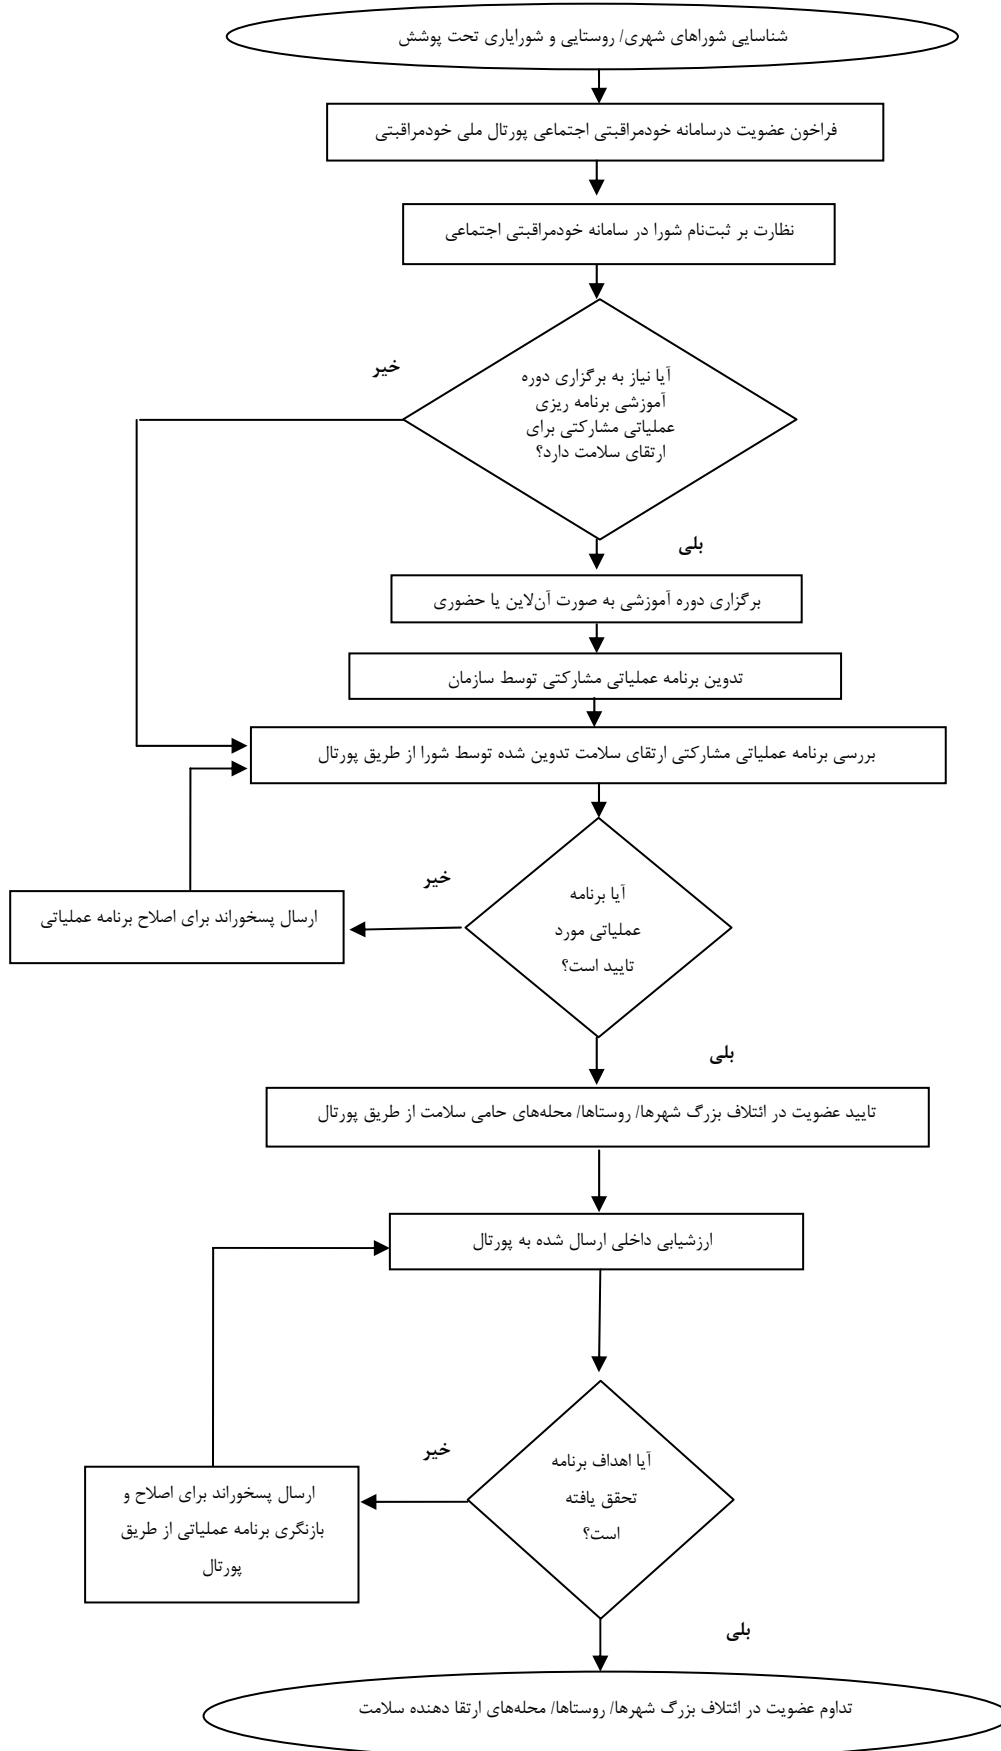 شناسایی شوراهای شهری/ روستایی و شورایاری تحت پوشش
فراخون عضویت درسامانه خودمراقبتی اجتماعی پورتال ملی خودمراقبتی
نظارت بر ثبت‌نام شورا در سامانه خودمراقبتی اجتماعی
خیر
آیا نیاز به برگزاری دوره
آموزشی برنامه ریزی
عملیاتی مشارکتی برای
ارتقای سلامت دارد؟
بلی
برگزاری دوره آموزشی به صورت آن‌لاین یا حضوری
تدوین برنامه عملیاتی مشارکتی توسط سازمان
بررسی برنامه عملیاتی مشارکتی ارتقای سلامت تدوین شده توسط شورا از طریق پورتال
خیر
آیا برنامه
عملیاتی مورد
تایید است؟
ارسال پسخوراند برای اصلاح برنامه عملیاتی
بلی
تایید عضویت در ائتلاف بزرگ شهرها/ روستاها/ محله‌های حامی سلامت از طریق پورتال
ارزشیابی داخلی ارسال شده به پورتال
خیر
آیا اهداف برنامه
تحقق یافته
است؟
ارسال پسخوراند برای اصلاح و
بازنگری برنامه عملیاتی از طریق
پورتال
بلی
تداوم عضویت در ائتلاف بزرگ شهرها/ روستاها/ محله‌های ارتقا دهنده سلامت